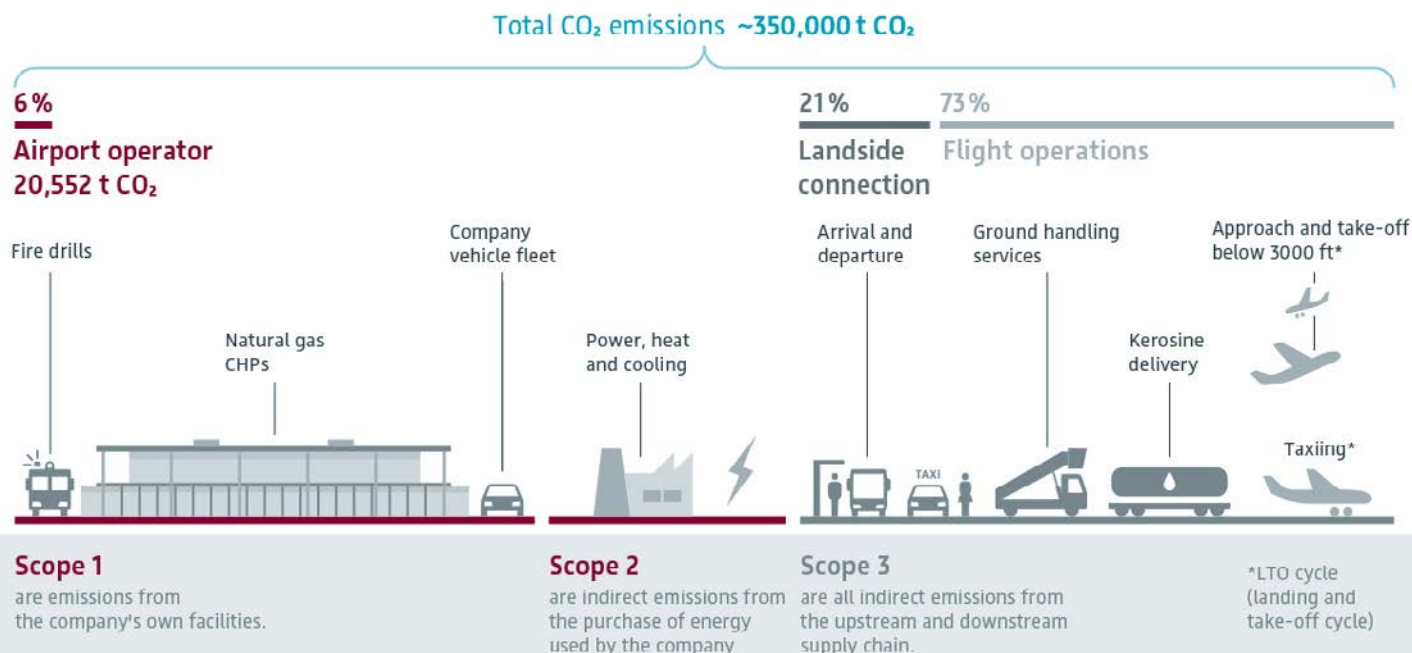 Total CO₂ emissions ~350,000 t CO₂
6 %
Airport operator
20,552 t CO₂
21 %
Landside
connection
73 %
Flight operations
Fire drills
Natural gas
CHPs
Company
vehicle fleet
Power, heat
and cooling
Arrival and
departure
TAXI
Ground handling
services
Kerosine
delivery
Approach and take-off
below 3000 ft*
Taxiing*
Scope 1
are emissions from
the company's own facilities.
Scope 2
are indirect emissions from
the purchase of energy
used by the company
Scope 3
are all indirect emissions from
the upstream and downstream
supply chain.
*LTO cycle
(landing and
take-off cycle)